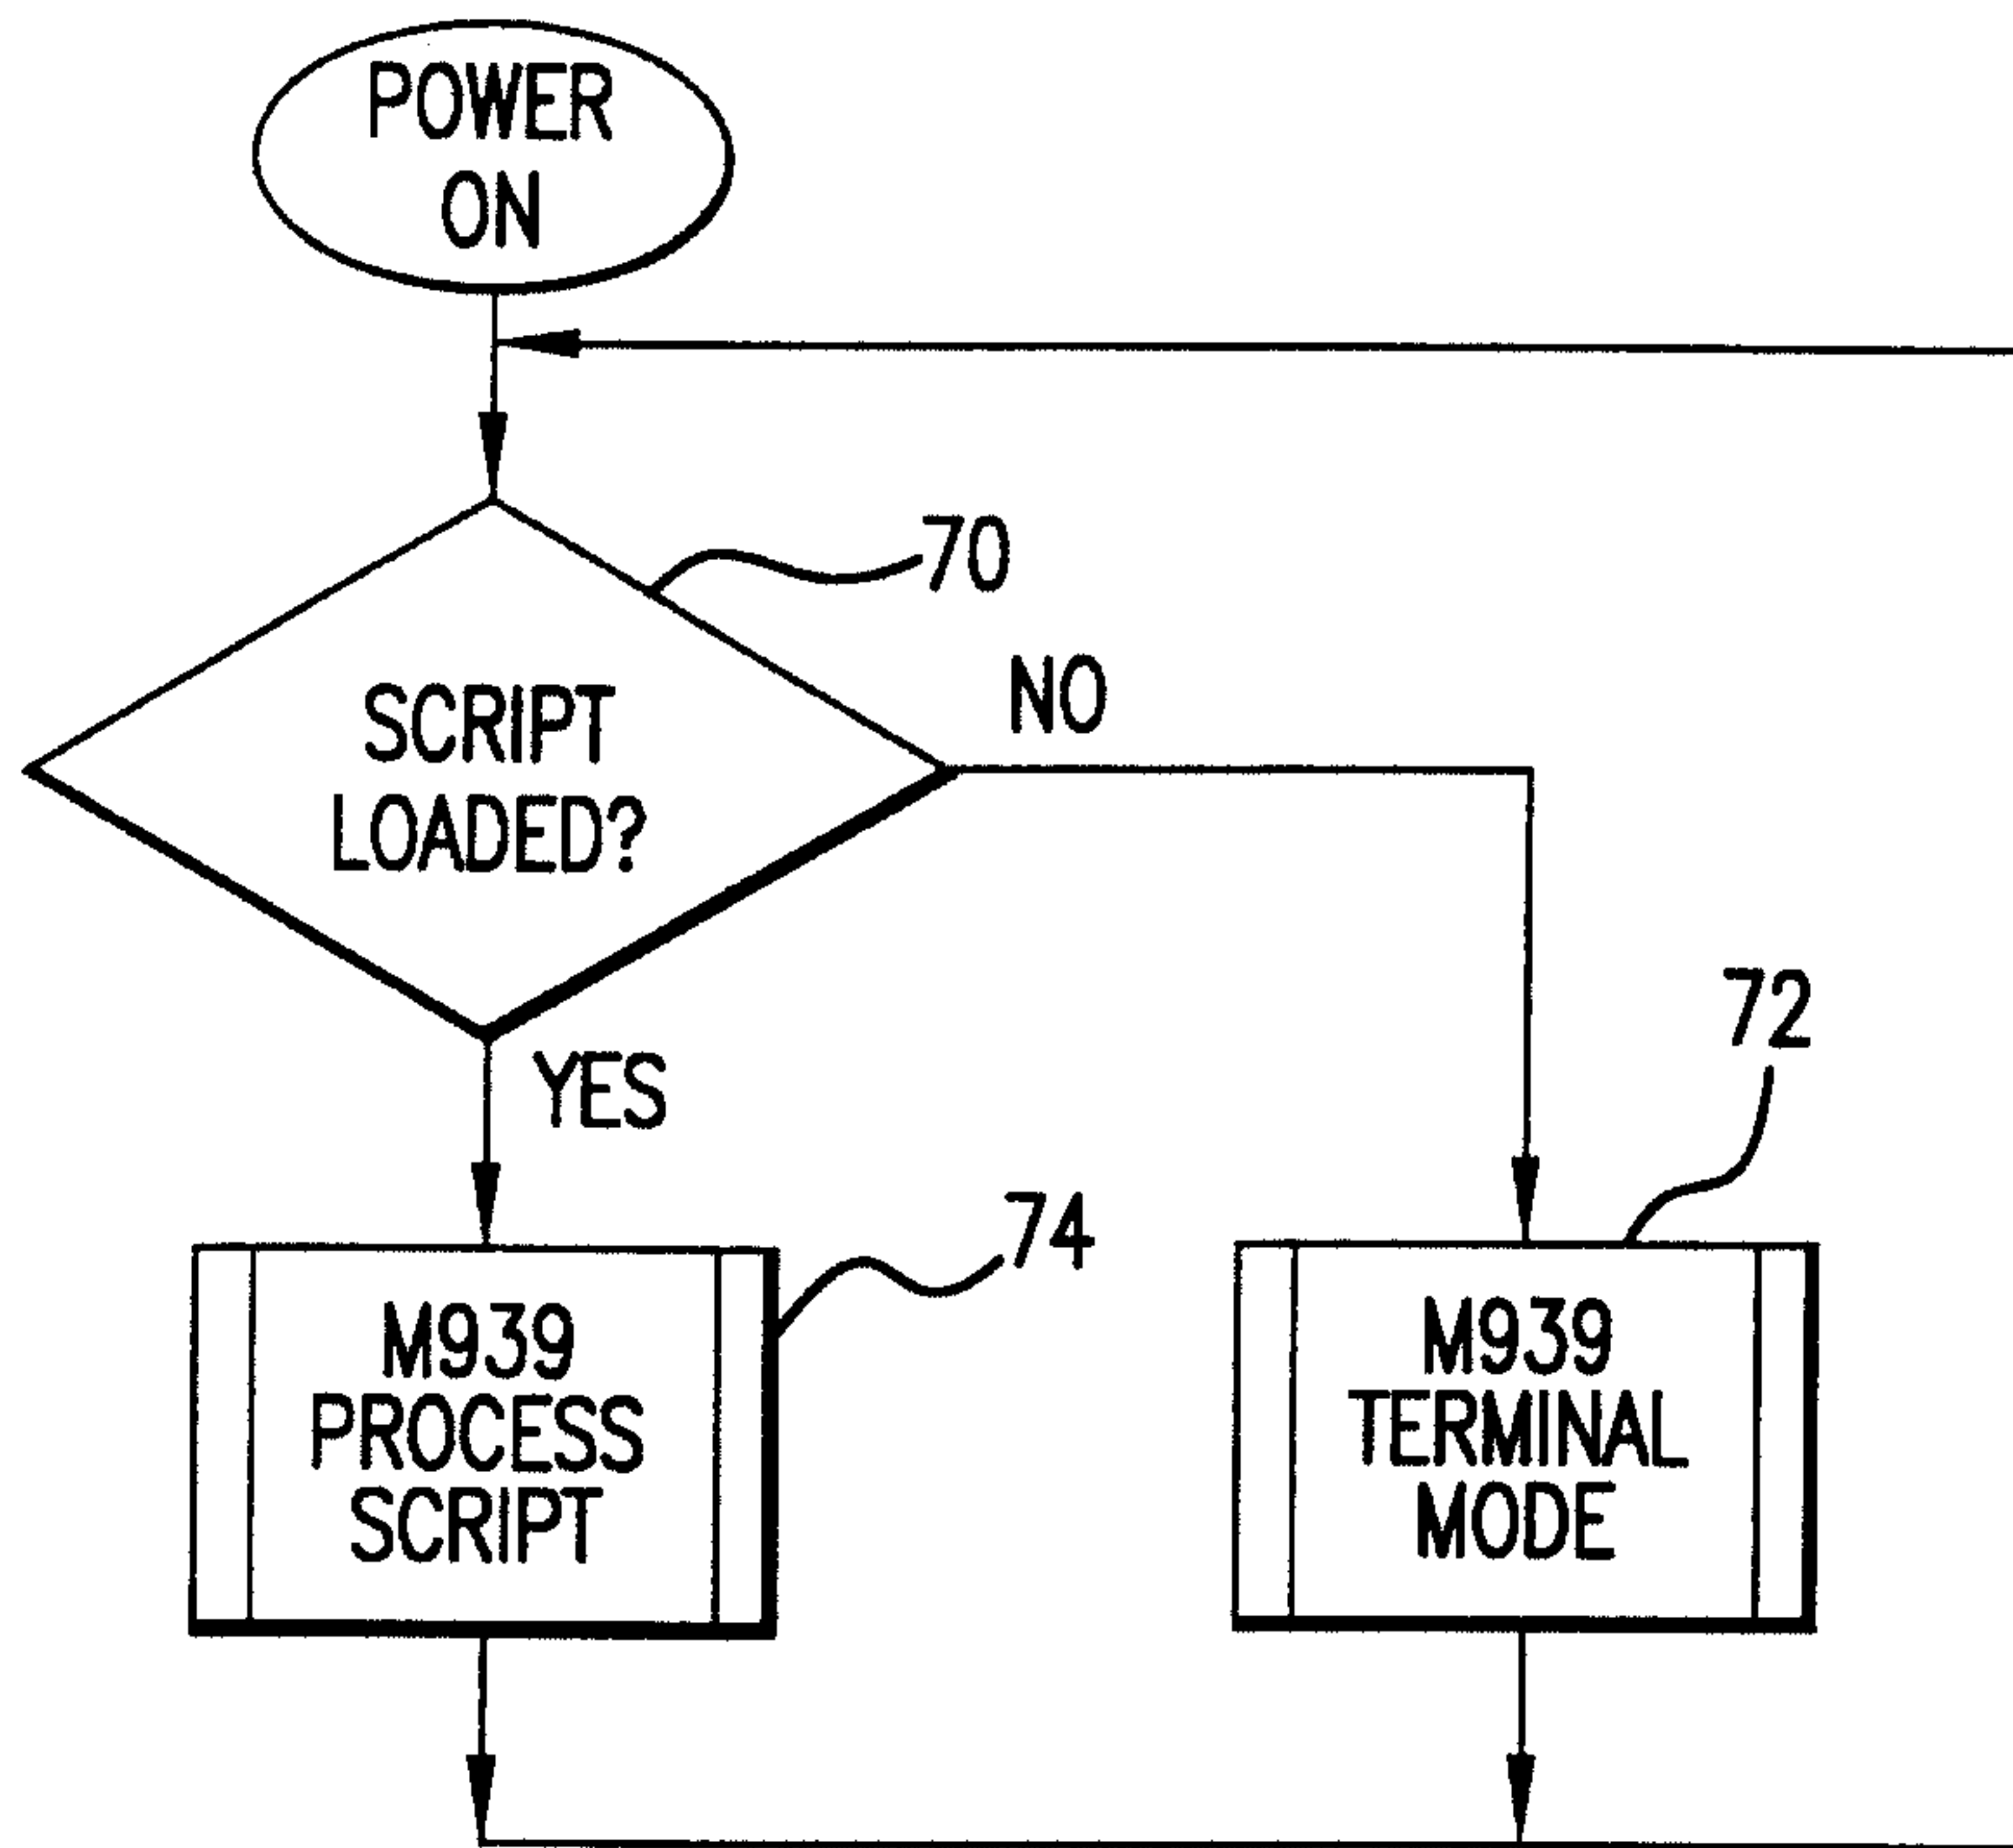 POWER
ON
70
NO
SCRIPT
LOADED?
YES
72
74
M939
PROCESS
SCRIPT
M939
TERMINAL
MODE